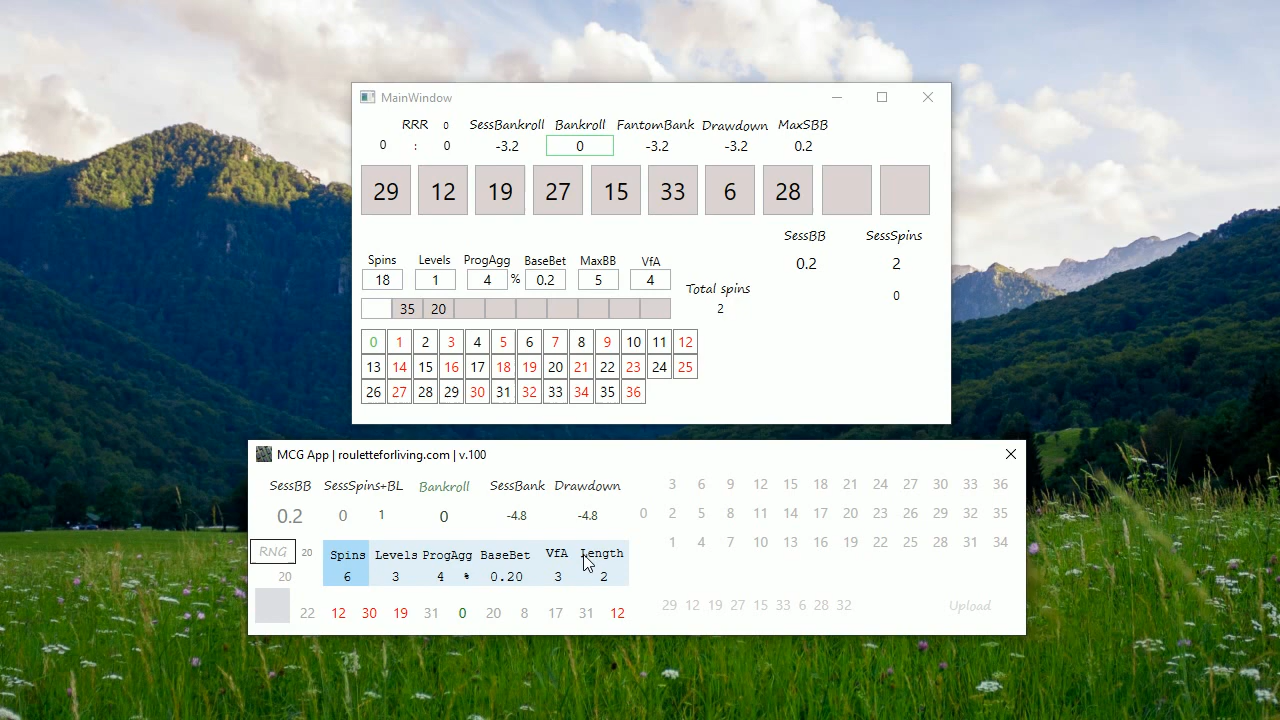 MainWindow
RRR 0 SessBankroll Bankroll FantomBank Drawdown MaxSBB
0 : 0 -3.2 0 -3.2 -3.2 0.2
29 12 19 27 15 33 6 28
SessBB SessSpins
0.2 2
Spins Levels ProgAgg BaseBet MaxBB VfA
18 1 4 % 0.2 5 4
0
Total spins
2
35 20
0 1 2 3 4 5 6 7 8 9 10 11 12
13 14 15 16 17 18 19 20 21 22 23 24 25
26 27 28 29 30 31 32 33 34 35 36
MCG App | rouletteforliving.com | v.100
SessBB SessSpins+BL Bankroll SessBank Drawdown
0.2 0 1 0 -4.8 -4.8
RNG 20
20
Spins Levels ProgAgg BaseBet VfA Length
6 3 4 % 0.20 3 2
22 12 30 19 31 0 20 8 17 31 12
3 6 9 12 15 18 21 24 27 30 33 36
0 2 5 8 11 14 17 20 23 26 29 32 35
1 4 7 10 13 16 19 22 25 28 31 34
29 12 19 27 15 33 6 28 32
Upload